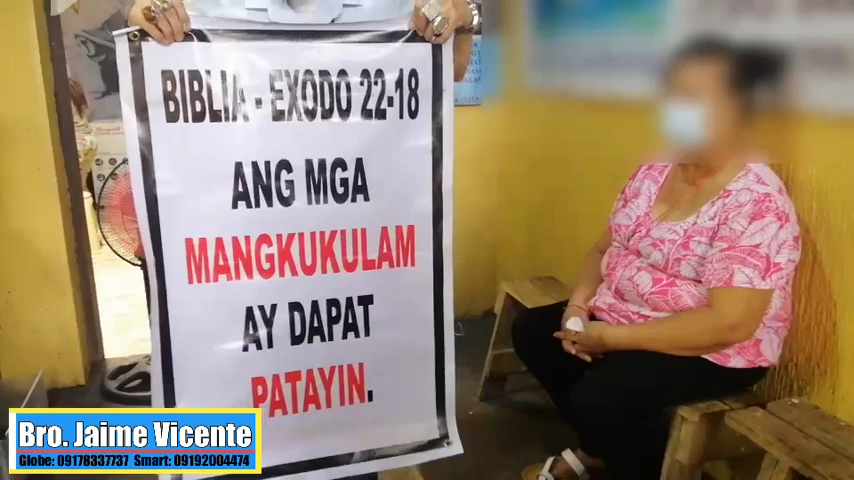 BIBLIA - EXODO 22-18
ANG MGA
MANGKUKULAM
AY DAPAT
PATAYIN.
Bro. Jaime Vicente
Globe: 09178337737 Smart: 09192004474